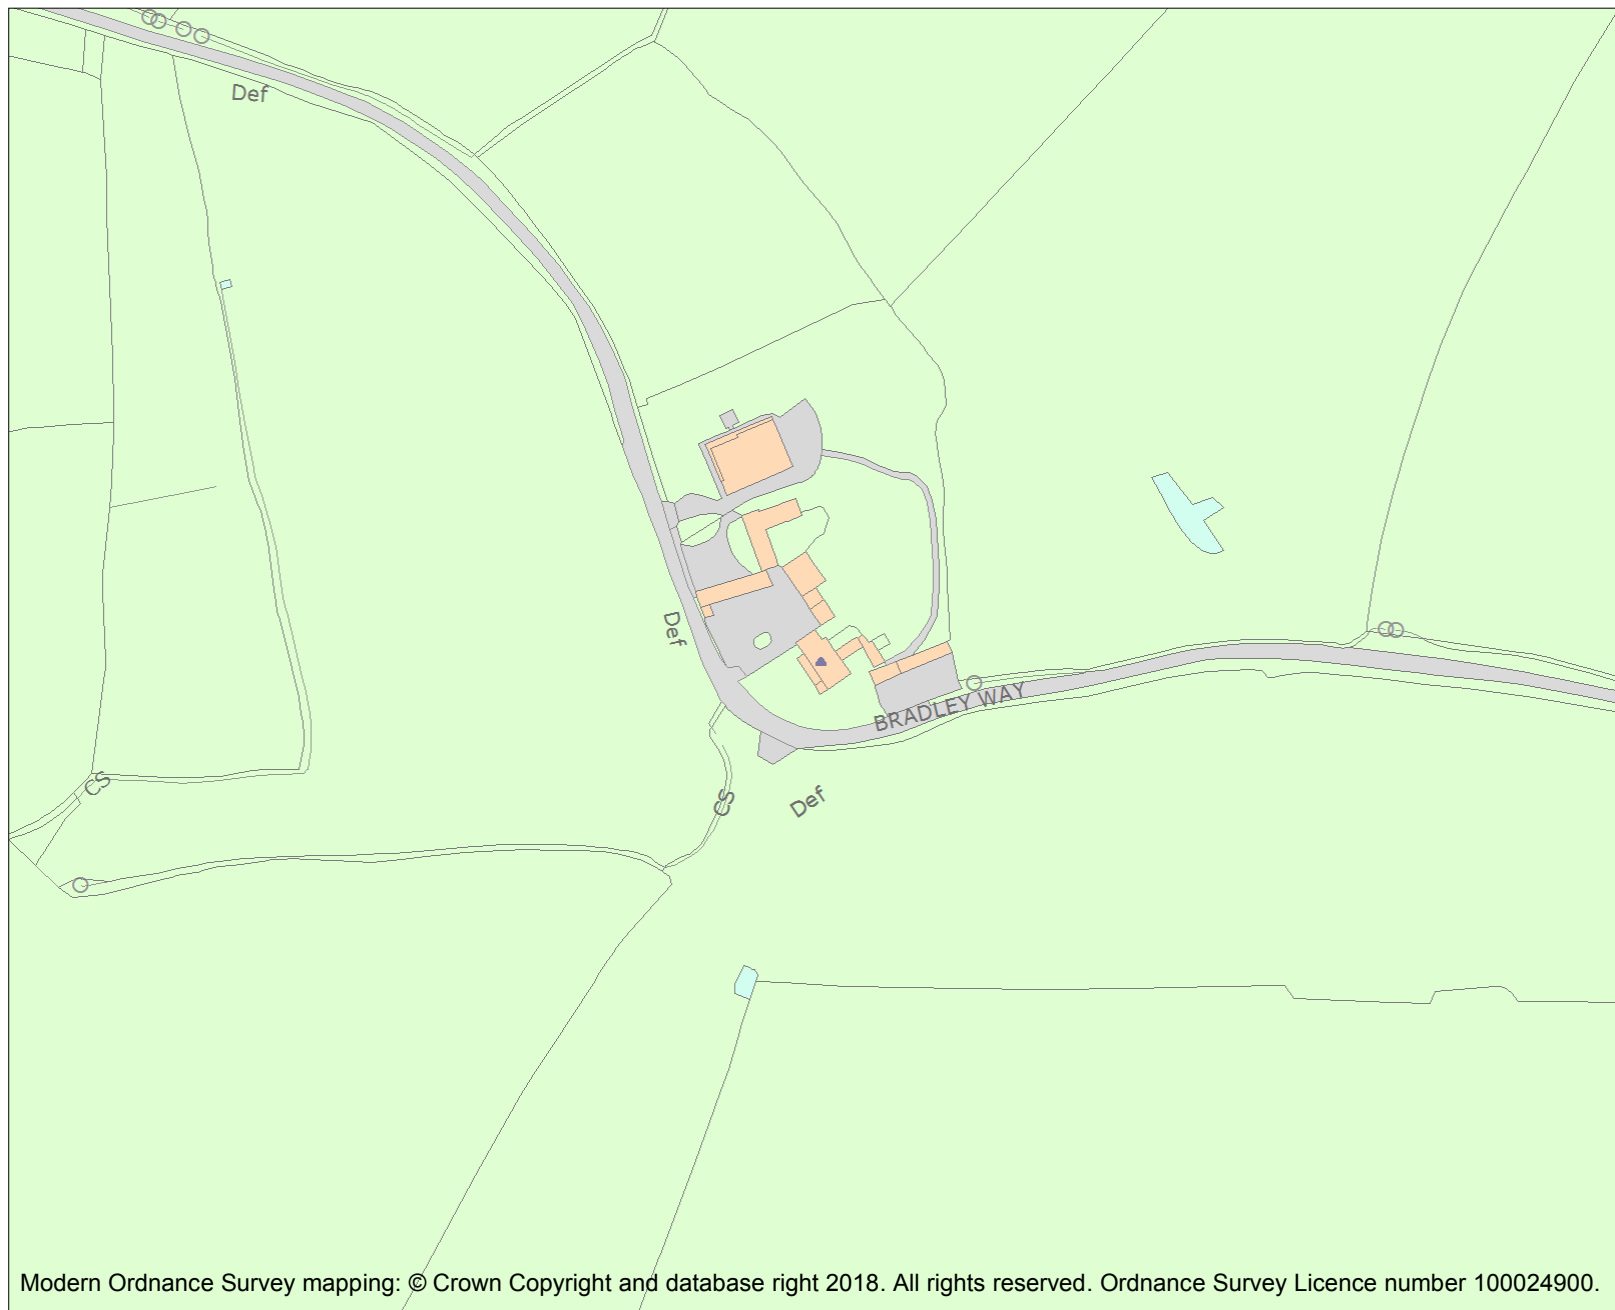 Def
Def
BRADLEY WAY
CS
CS
Def
Modern Ordnance Survey mapping: © Crown Copyright and database right 2018. All rights reserved. Ordnance Survey Licence number 100024900.